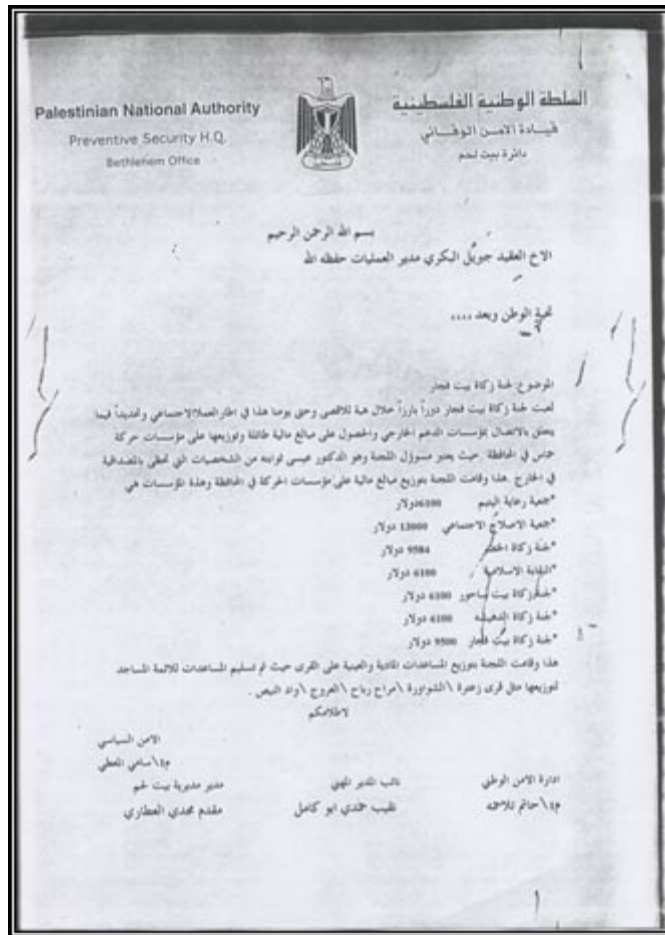 Palestinian National Authority
Preventive Security H.Q.
Bethlehem Office
السلطة الوطنية الفلسطينية
قيادة الأمن الوقائي
دائرة بيت لحم
بسم الله الرحمن الرحيم
الاخ العقيد جبريل البكري مدير العمليات حفظه الله
تحية الوطن وبعد ،،،،
الموضوع: لجنة زكاة بيت فجار
لعبت لجنة زكاة بيت فجار دوراً بارزاً خلال هبة الاقصى وحتى يومنا هذا في اطار العمل الاجتماعي وتحديداً فيما
يتعلق بالاتصال بمؤسسات الدعم الخارجي والحصول على مبالغ مالية طائلة وتوزيعها على مؤسسات حركة
حماس في المحافظة. حيث يعتبر مسؤول اللجنة وهو الدكتور عيسى ثوابته من الشخصيات التي تحظى بالمصداقية
في الخارج. هذا وقامت اللجنة بتوزيع مبالغ مالية على مؤسسات الحركة في المحافظة وهذة المؤسسات هي
*جمعية رعاية اليتيم 6100دولار
*جمعية الاصلاح الاجتماعي 13000 دولار
*لجنة زكاة الخضر 9584 دولار
الاسلامية 6100 دولار
*لجنة زكاة بيت ساحور 6100 دولار
*لجنة زكاة الدهيشه 6100 دولار
*لجنة زكاة بيت فجار 9500 دولار
هذا وقامت اللجنة بتوزيع المساعدات المادية والعينية على القرى حيث تم تسليم المساعدات للائمة المساجد
لتوزيعها مثل قرى زعترة \الشواورة \مراح رباح \العروج \واد النيص .
لاطلاعكم
الامن السياسي
م\سامي المعطي
ادارة الامن الوطني
نائب المدير المهني
مدير مديرية بيت لحم
م\حاتم تلاحمه
نقيب حمدي ابو كامل
مقدم مجدي العطاري